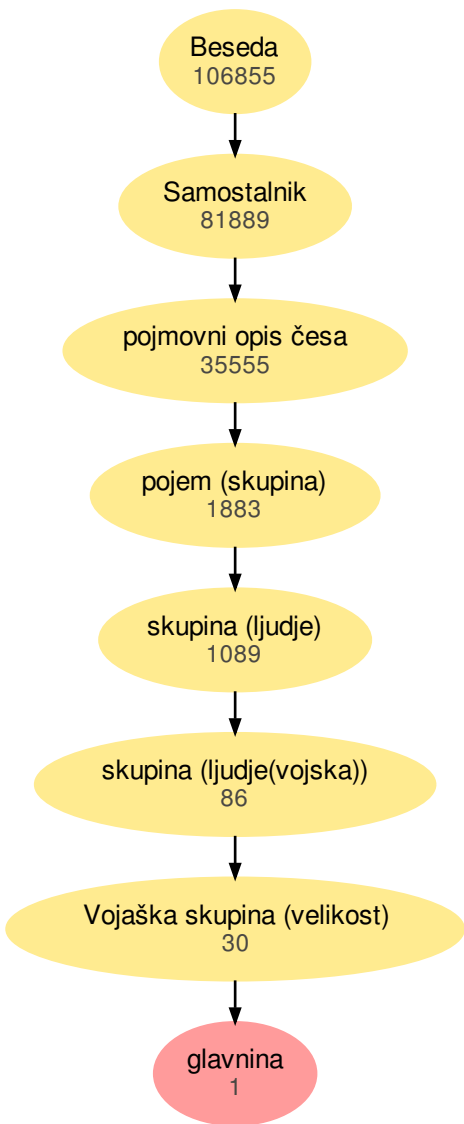 Beseda
106855
Samostalnik
81889
pojmovni opis česa
35555
pojem (skupina)
1883
skupina (ljudje)
1089
skupina (ljudje(vojska))
86
Vojaška skupina (velikost)
30
glavnina
1